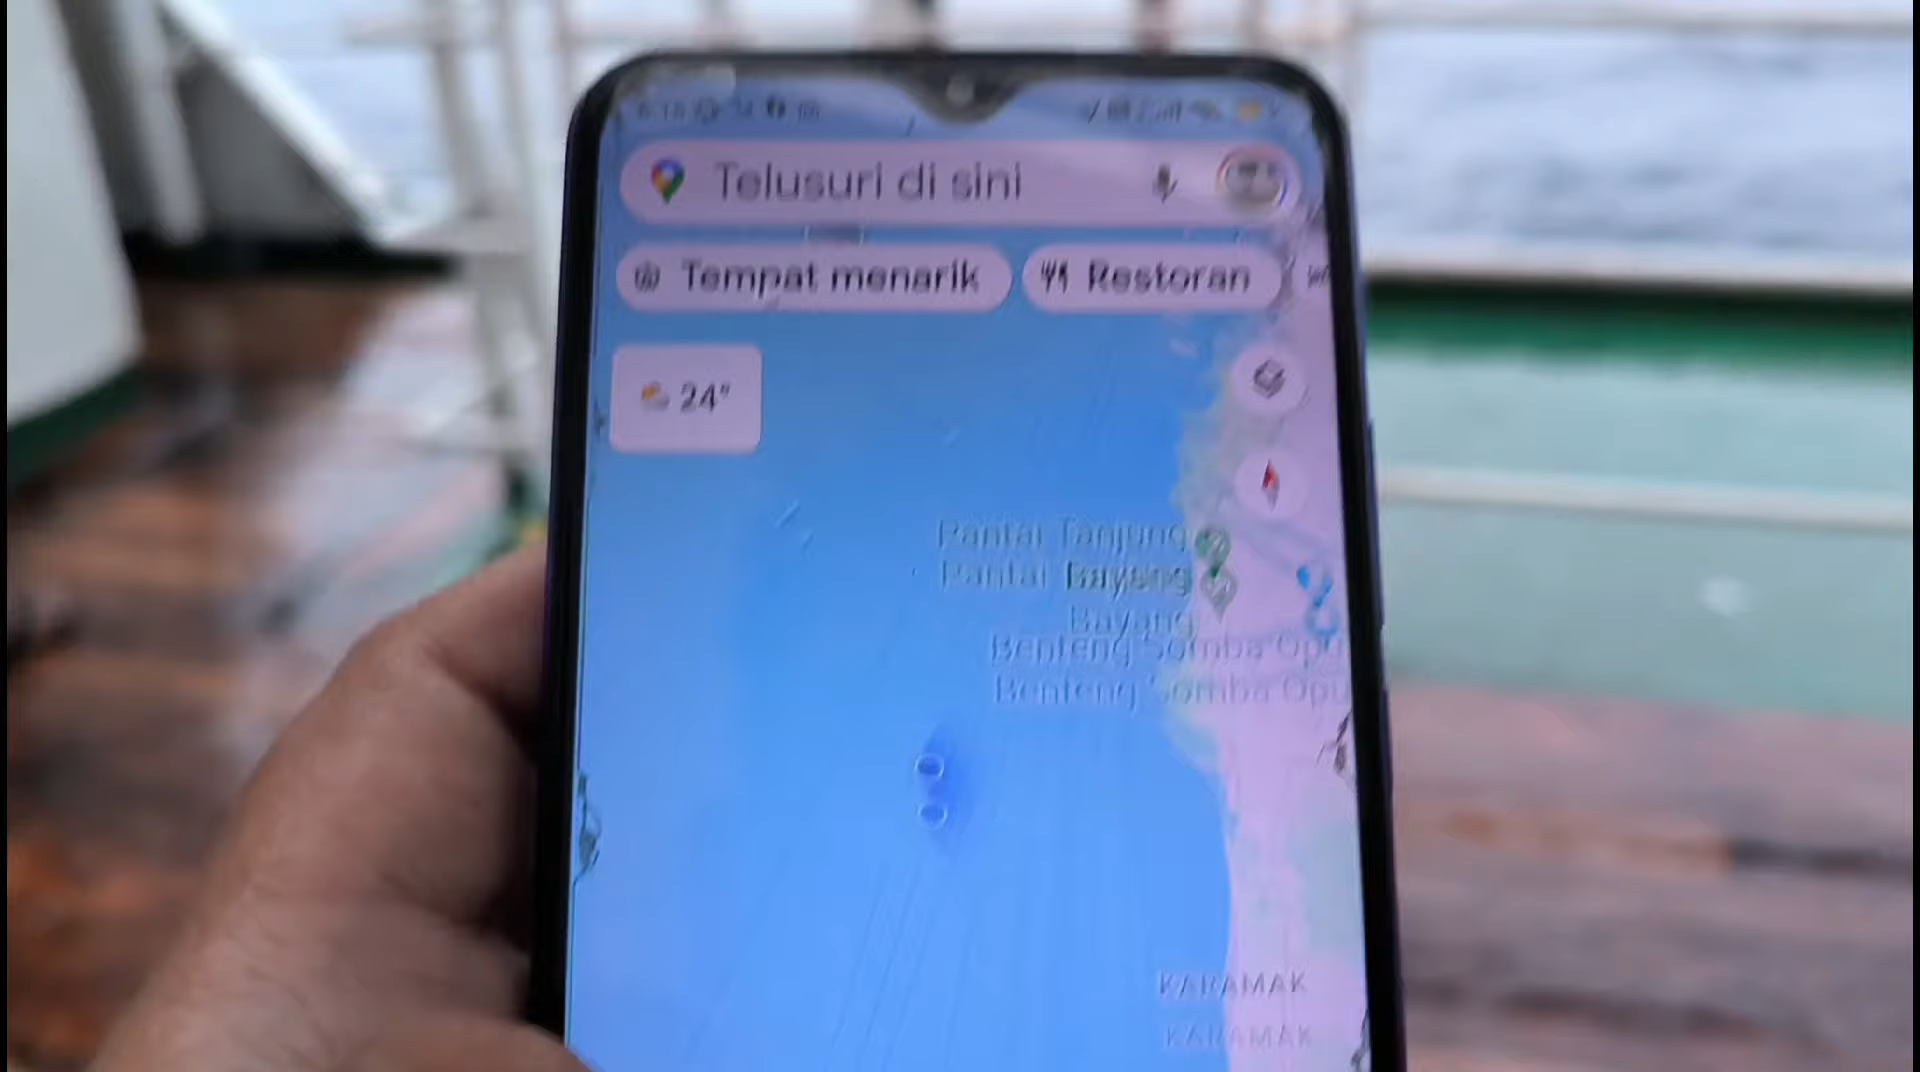 Telusuri di sini
Tempat menarik
Restoran
24°
Pantai Tanjung
Pantai Bayang
Bayang
Benteng Somba Opu
Benteng Somba Opu
KARAMAK
KARAMAK